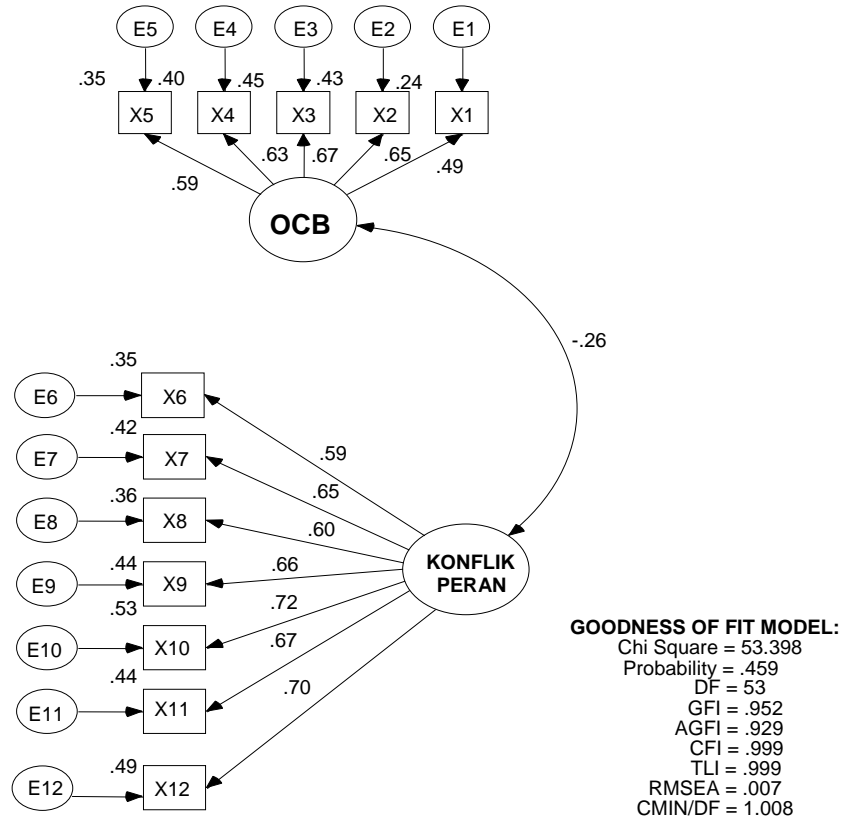 E5 E4 E3 E2 E1
.35 .40 .45 .43 .24
X5 X4 X3 X2 X1
.59 .63 .67 .65 .49
OCB
-.26
.35
E6 X6 .59
.42
E7 X7 .65
.36
E8 X8 .60
.44
E9 X9 .66
.53
E10 X10 .72
.44
E11 X11 .67
.49
E12 X12 .70
KONFLIK
PERAN
GOODNESS OF FIT MODEL:
Chi Square = 53.398
Probability = .459
DF = 53
GFI = .952
AGFI = .929
CFI = .999
TLI = .999
RMSEA = .007
CMIN/DF = 1.008